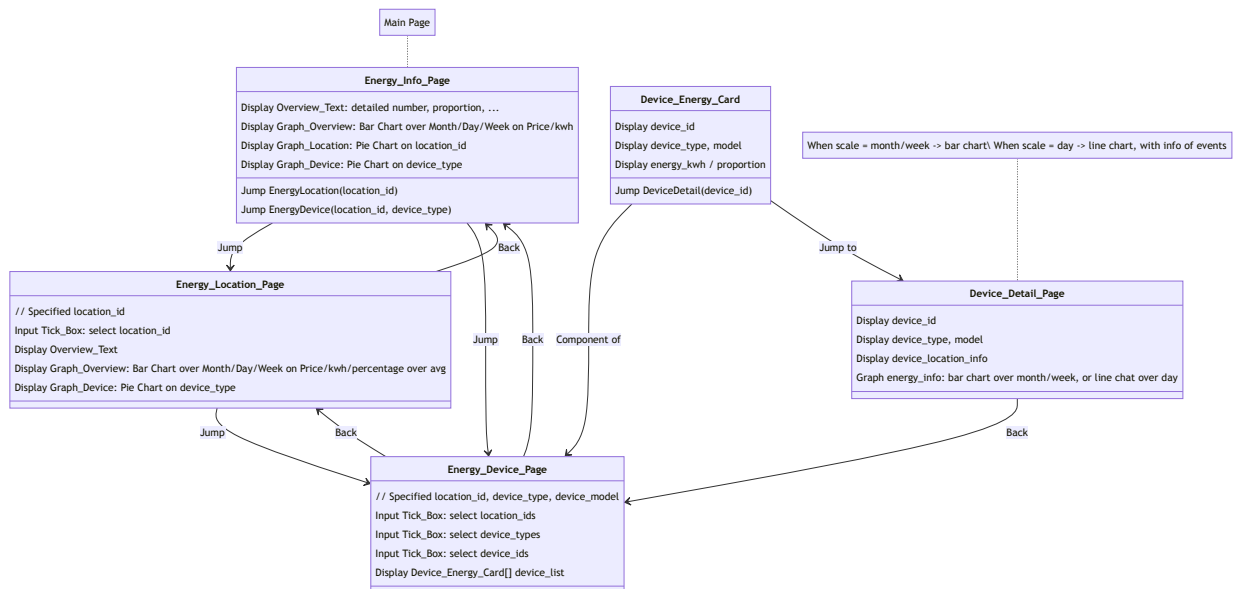 Main Page
Energy_Info_Page
Display Overview_Text: detailed number, proportion, ...
Display Graph_Overview: Bar Chart over Month/Day/Week on Price/kwh
Display Graph_Location: Pie Chart on location_id
Display Graph_Device: Pie Chart on device_type
Jump EnergyLocation(location_id)
Jump EnergyDevice(location_id, device_type)
Device_Energy_Card
Display device_id
Display device_type, model
Display energy_kwh / proportion
Jump DeviceDetail(device_id)
When scale = month/week -> bar chart\ When scale = day -> line chart, with info of events
Jump
Back
Jump to
Energy_Location_Page
// Specified location_id
Input Tick_Box: select location_id
Display Overview_Text
Display Graph_Overview: Bar Chart over Month/Day/Week on Price/kwh/percentage over avg
Display Graph_Device: Pie Chart on device_type
Jump
Back
Component of
Device_Detail_Page
Display device_id
Display device_type, model
Display device_location_info
Graph energy_info: bar chart over month/week, or line chat over day
Jump
Back
Back
Energy_Device_Page
// Specified location_id, device_type, device_model
Input Tick_Box: select location_ids
Input Tick_Box: select device_types
Input Tick_Box: select device_ids
Display Device_Energy_Card[] device_list